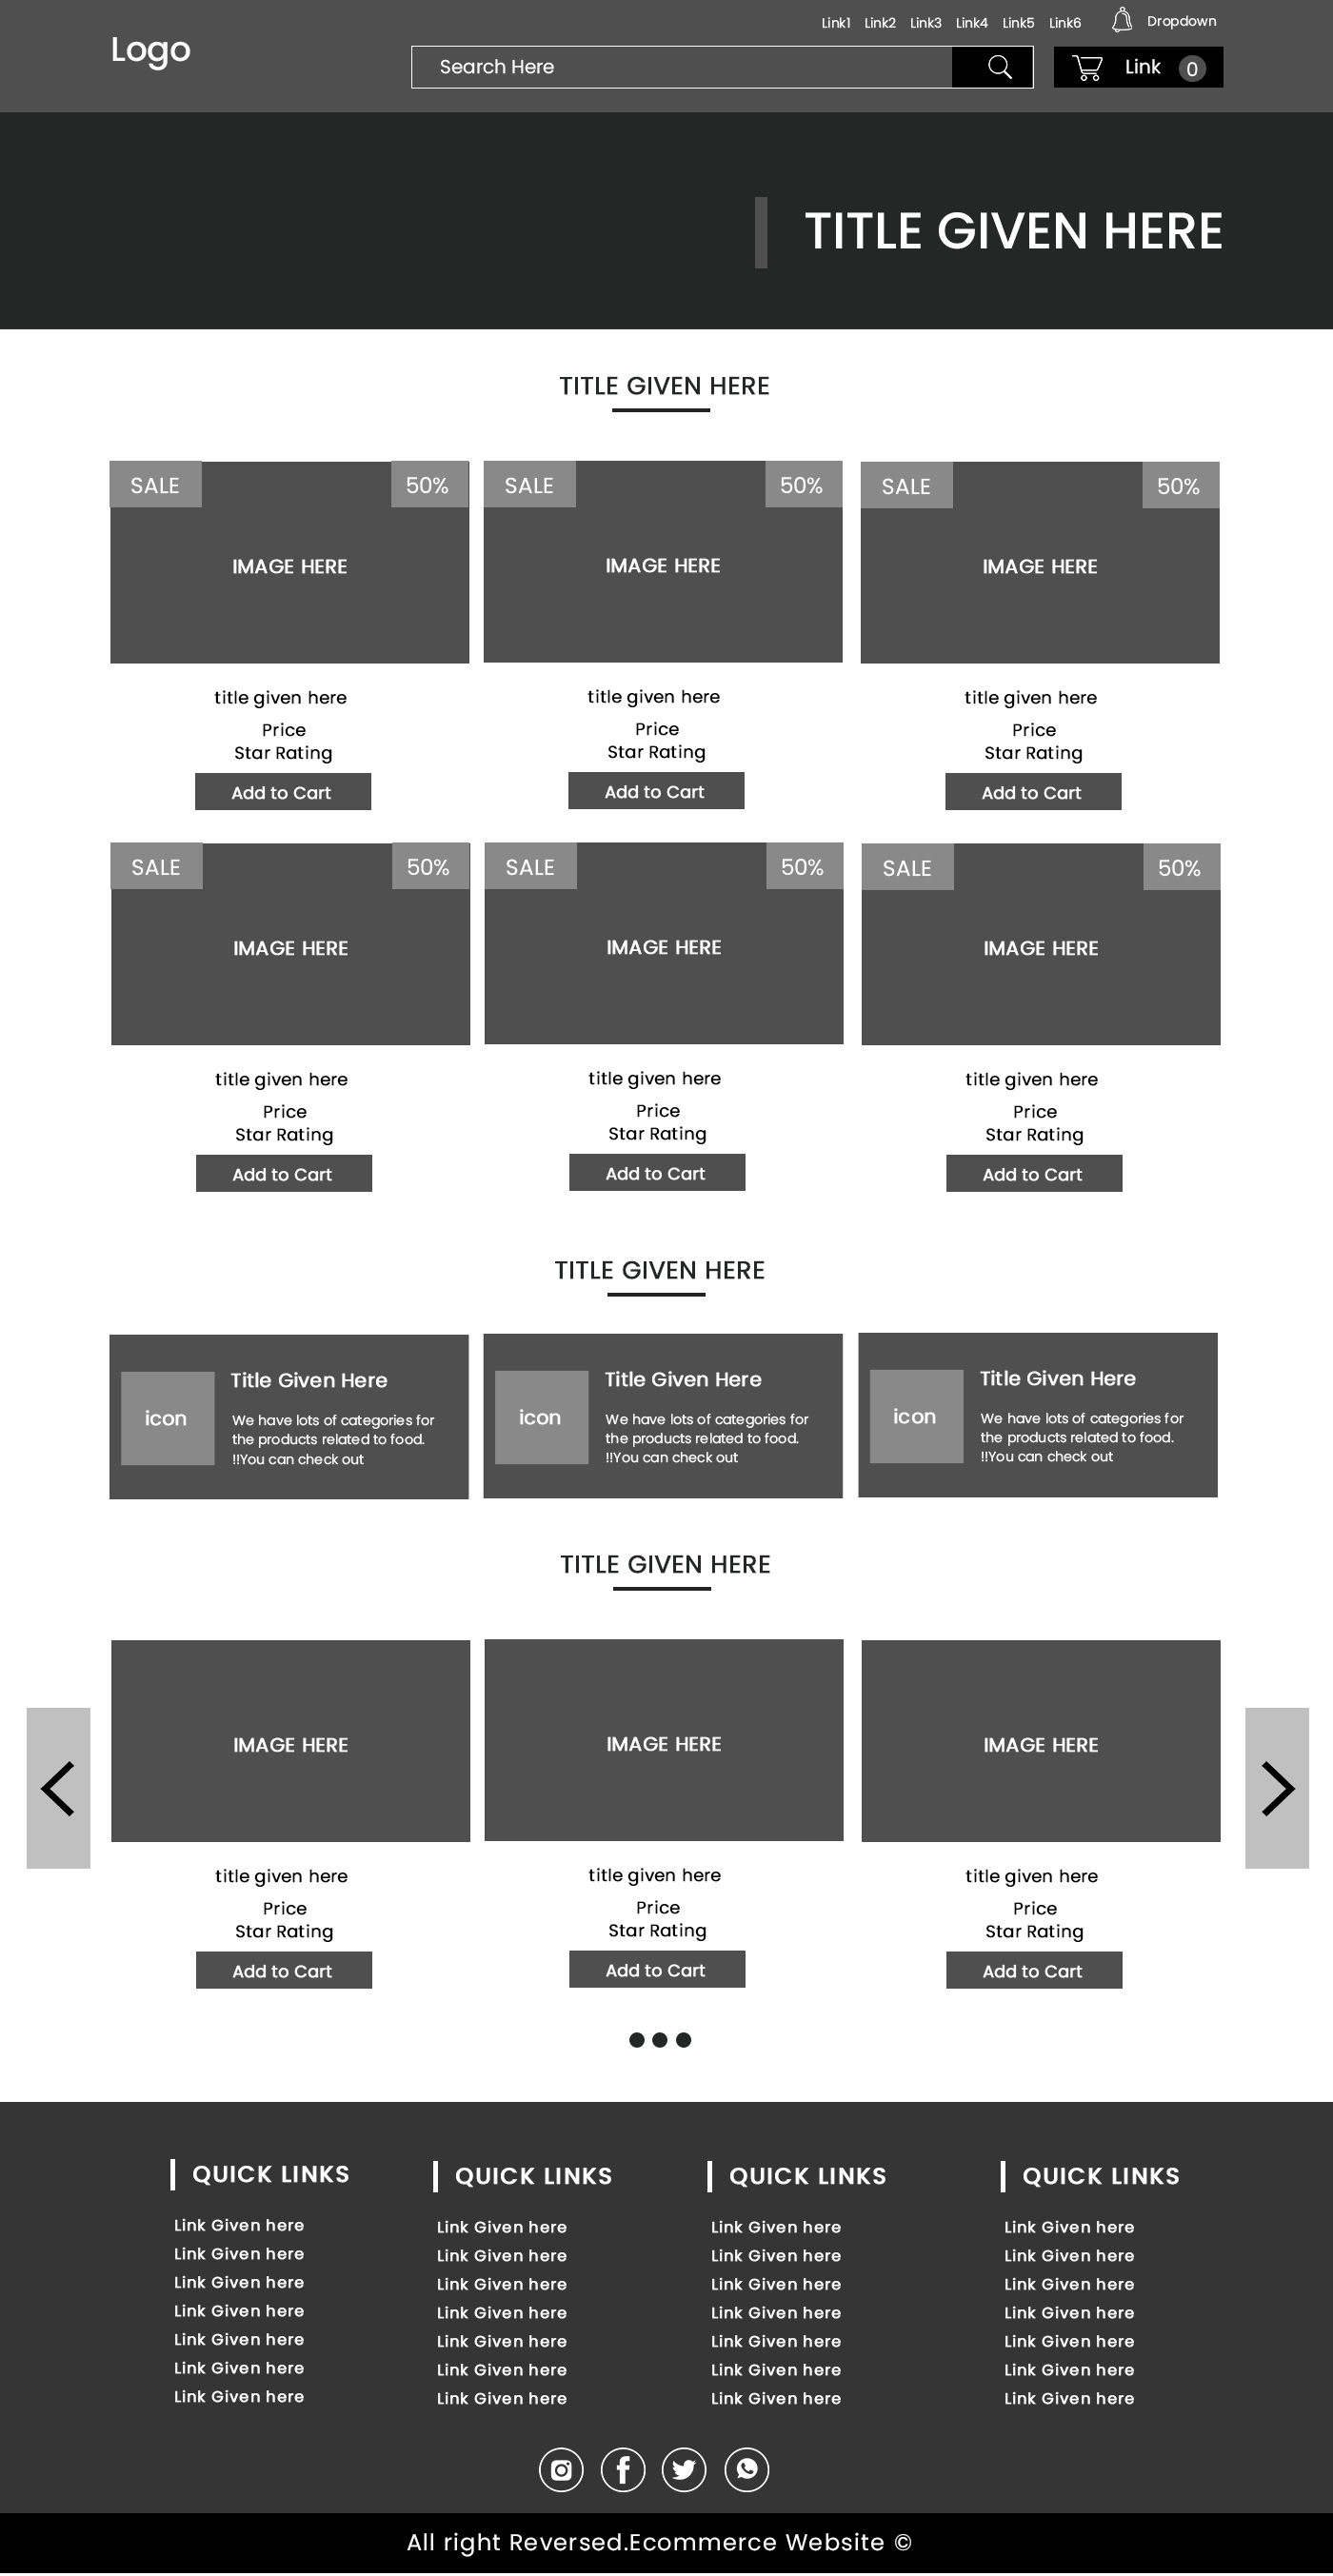 Link1 Link2 Link3 Link4 Link5 Link6 Dropdown
Logo
Search Here
Link 0
TITLE GIVEN HERE
TITLE GIVEN HERE
SALE 50% SALE 50% SALE 50%
IMAGE HERE IMAGE HERE IMAGE HERE
title given here title given here title given here
Price Price Price
Star Rating Star Rating Star Rating
Add to Cart Add to Cart Add to Cart
SALE 50% SALE 50% SALE 50%
IMAGE HERE IMAGE HERE IMAGE HERE
title given here title given here title given here
Price Price Price
Star Rating Star Rating Star Rating
Add to Cart Add to Cart Add to Cart
TITLE GIVEN HERE
icon
Title Given Here
We have lots of categories for
the products related to food.
!!You can check out
icon
Title Given Here
We have lots of categories for
the products related to food.
!!You can check out
icon
Title Given Here
We have lots of categories for
the products related to food.
!!You can check out
TITLE GIVEN HERE
IMAGE HERE IMAGE HERE IMAGE HERE
title given here title given here title given here
Price Price Price
Star Rating Star Rating Star Rating
Add to Cart Add to Cart Add to Cart
QUICK LINKS
Link Given here
Link Given here
Link Given here
Link Given here
Link Given here
Link Given here
Link Given here
QUICK LINKS
Link Given here
Link Given here
Link Given here
Link Given here
Link Given here
Link Given here
Link Given here
QUICK LINKS
Link Given here
Link Given here
Link Given here
Link Given here
Link Given here
Link Given here
Link Given here
QUICK LINKS
Link Given here
Link Given here
Link Given here
Link Given here
Link Given here
Link Given here
Link Given here
All right Reversed.Ecommerce Website ©